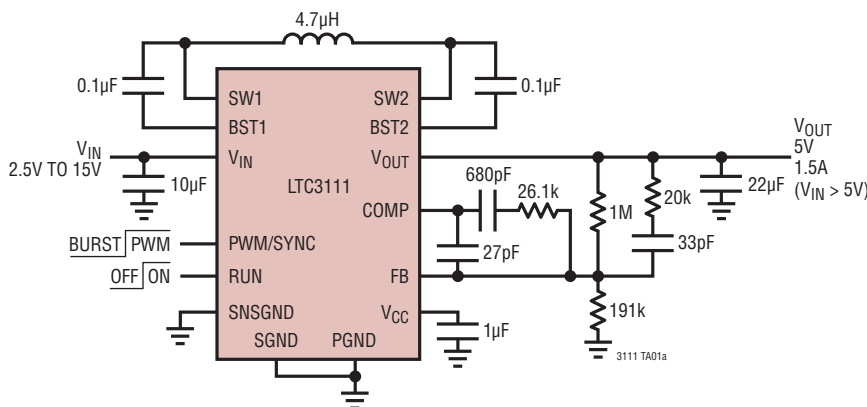 4.7µH
0.1µF
0.1µF
SW1
SW2
BST1
BST2
VIN
2.5V TO 15V
VIN
VOUT
VOUT
5V
1.5A
(VIN > 5V)
10µF
LTC3111
680pF
26.1k
1M
20k
22µF
COMP
27pF
33pF
BURST PWM
PWM/SYNC
OFF ON
RUN
FB
SNSGND
VCC
191k
1µF
SGND
PGND
3111 TA01a